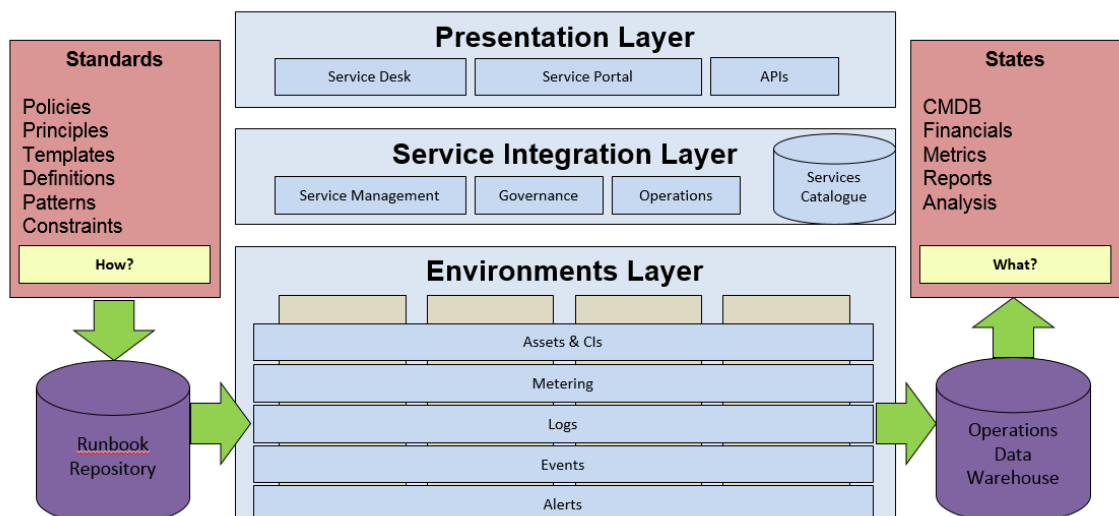 Standards
Policies
Principles
Templates
Definitions
Patterns
Constraints
How?
Runbook
Repository
Presentation Layer
Service Desk
Service Portal
APIs
Service Integration Layer
Service Management
Governance
Operations
Services
Catalogue
Environments Layer
Assets & CIs
Metering
Logs
Events
Alerts
States
CMDB
Financials
Metrics
Reports
Analysis
What?
Operations
Data
Warehouse